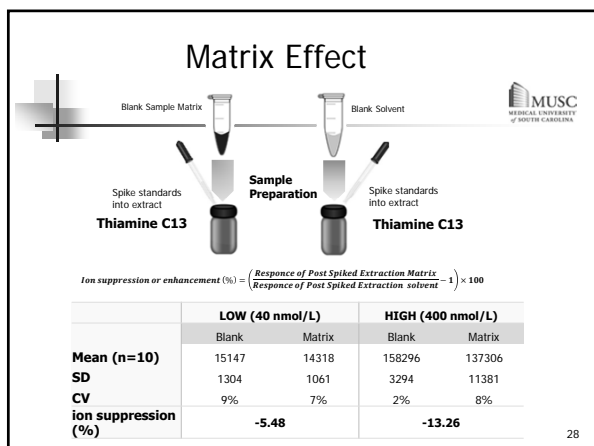 Matrix Effect
Blank Sample Matrix
Blank Solvent
MUSC
MEDICAL UNIVERSITY
of SOUTH CAROLINA
Sample
Preparation
Spike standards
into extract
Thiamine C13
Spike standards
into extract
Thiamine C13
Ion suppression or enhancement (%) = (Responce of Post Spiked Extraction Matrix / Responce of Post Spiked Extraction solvent − 1) × 100
LOW (40 nmol/L) HIGH (400 nmol/L)
Blank Matrix Blank Matrix
Mean (n=10) 15147 14318 158296 137306
SD 1304 1061 3294 11381
CV 9% 7% 2% 8%
ion suppression
(%) -5.48 -13.26
28